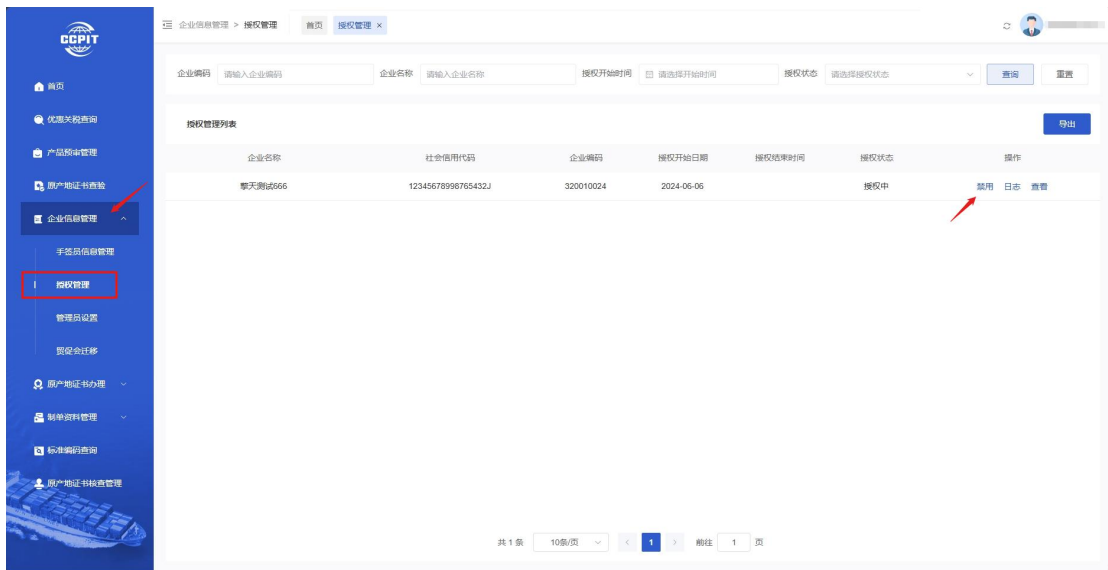 CCPIT
首页
优惠关税查询
产品预审管理
原产地证书查验
企业信息管理
手签员信息管理
授权管理
管理员设置
贸促会迁移
原产地证书办理
制单资料管理
标准编码查询
原产地证书核查管理
企业信息管理 > 授权管理 首页 授权管理 ×
企业编码 请输入企业编码 企业名称 请输入企业名称 授权开始时间 请选择开始时间 授权状态 请选择授权状态 查询 重置
授权管理列表 导出
企业名称 社会信用代码 企业编码 授权开始日期 授权结束时间 授权状态 操作
擎天测试666 12345678998765432J 320010024 2024-06-06 授权中 禁用 日志 查看
共 1 条 10条/页 < 1 > 前往 1 页